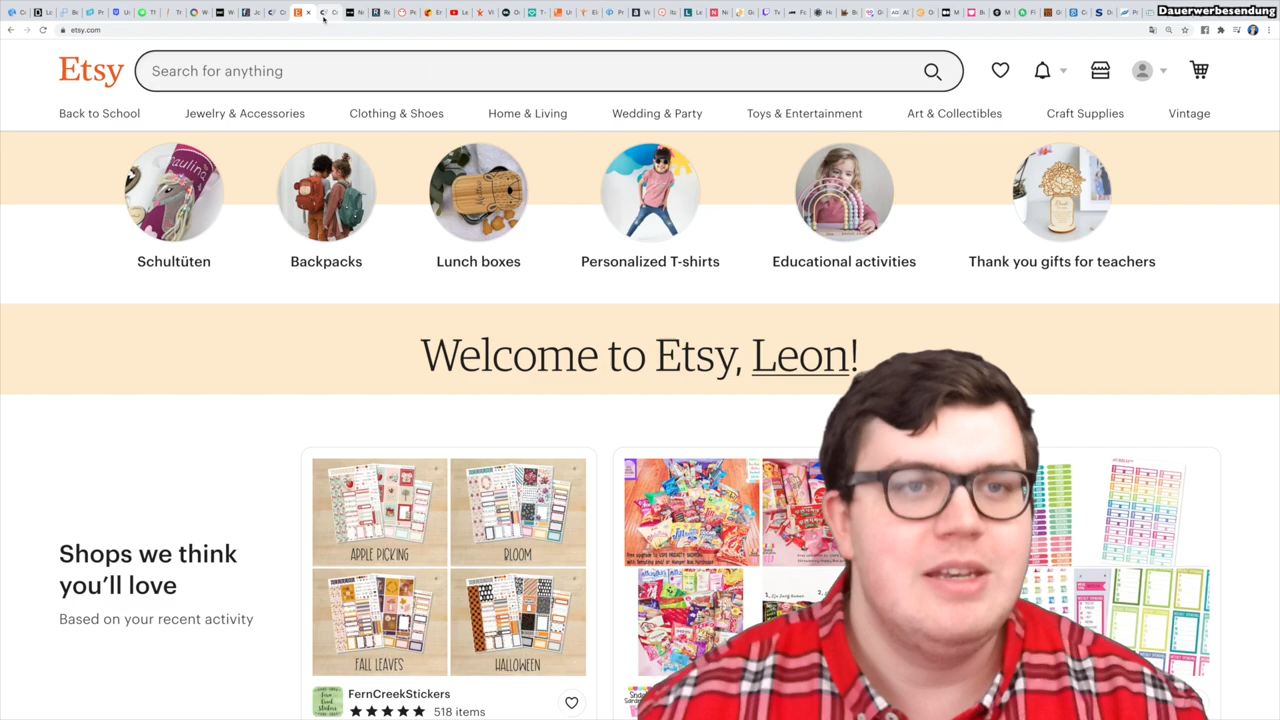 Dauerwerbesendung
etsy.com
Etsy
Search for anything
Back to School
Jewelry & Accessories
Clothing & Shoes
Home & Living
Wedding & Party
Toys & Entertainment
Art & Collectibles
Craft Supplies
Vintage
Schultüten
Backpacks
Lunch boxes
Personalized T-shirts
Educational activities
Thank you gifts for teachers
Welcome to Etsy, Leon!
Shops we think
you'll love
Based on your recent activity
APPLE PICKING
BLOOM
FALL LEAVES
HALLOWEEN
FernCreekStickers
518 items